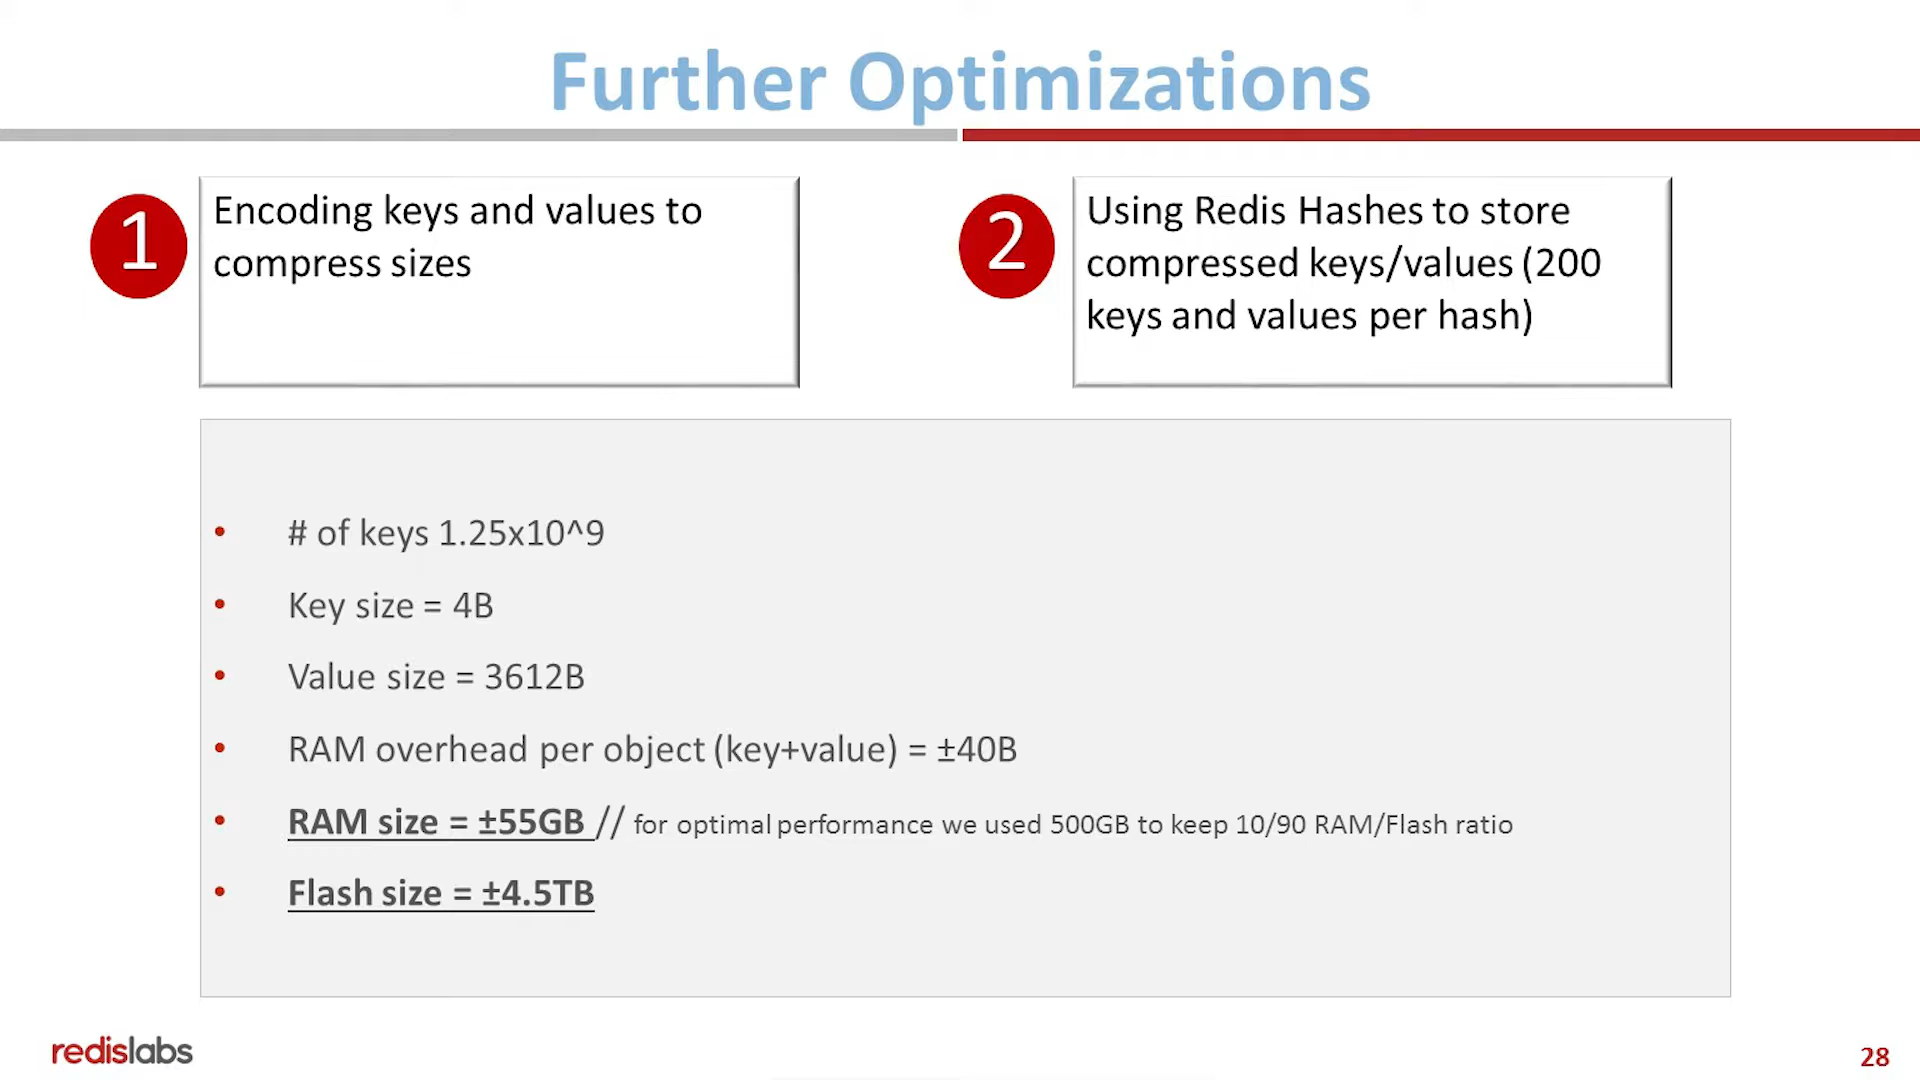 Further Optimizations
1
Encoding keys and values to
compress sizes
2
Using Redis Hashes to store
compressed keys/values (200
keys and values per hash)
• # of keys 1.25x10^9
• Key size = 4B
• Value size = 3612B
• RAM overhead per object (key+value) = ±40B
• RAM size = ±55GB // for optimal performance we used 500GB to keep 10/90 RAM/Flash ratio
• Flash size = ±4.5TB
redislabs
28